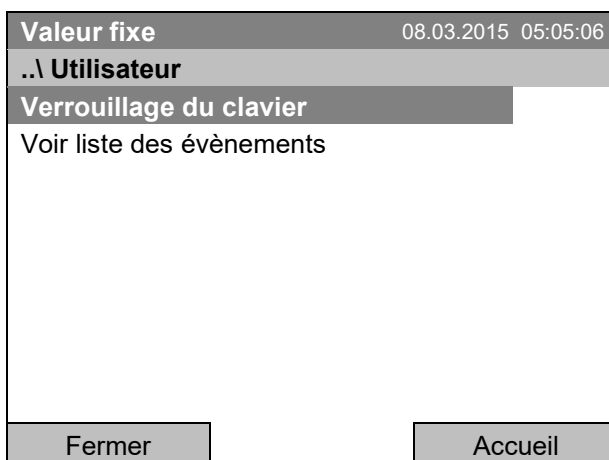 Valeur fixe 08.03.2015 05:05:06
..\ Utilisateur
Verrouillage du clavier
Voir liste des évènements
Fermer Accueil